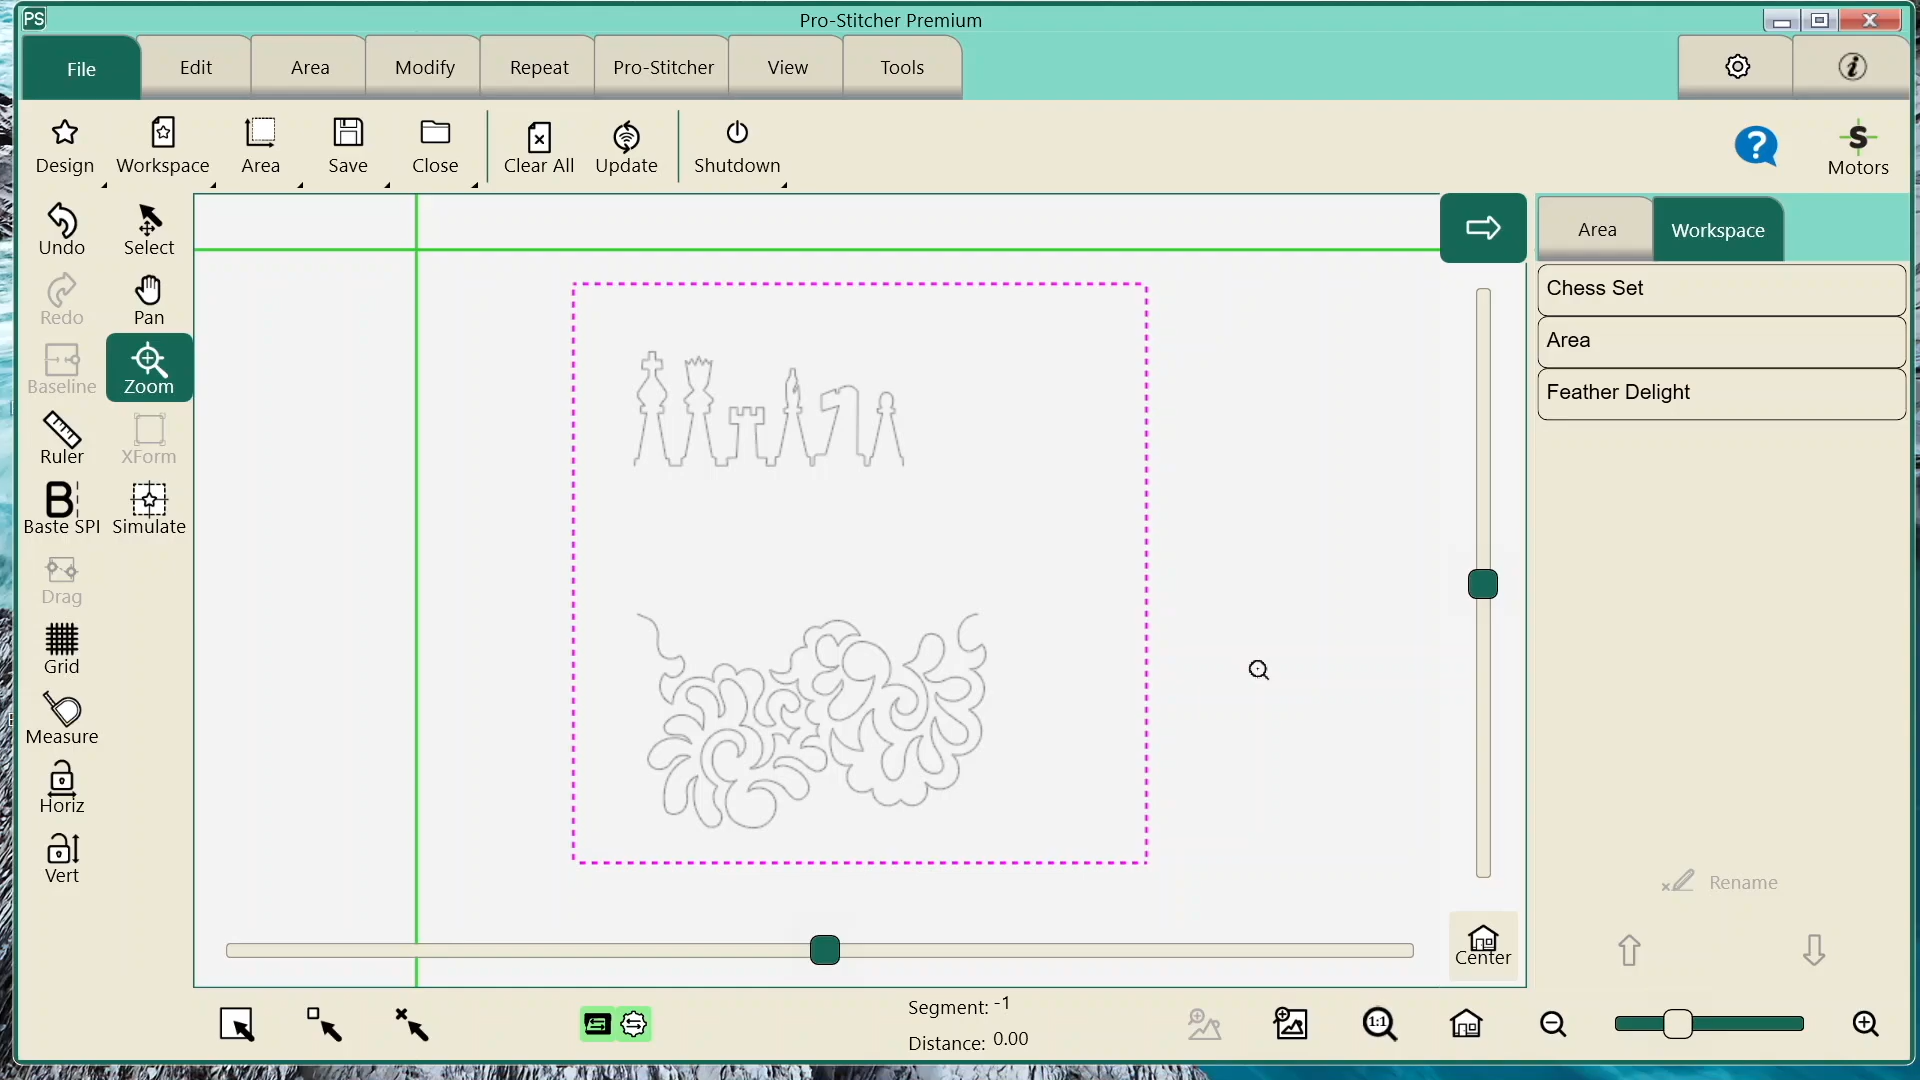 PS
Pro-Stitcher Premium
File
Edit
Area
Modify
Repeat
Pro-Stitcher
View
Tools
Design
Workspace
Area
Save
Close
Clear All
Update
Shutdown
S
Motors
Undo
Select
Redo
Pan
Baseline
Zoom
Ruler
XForm
B
Baste SPI
Simulate
Drag
Grid
Measure
Horiz
Vert
Area
Workspace
Chess Set
Area
Feather Delight
Rename
Center
Segment: -1
Distance: 0.00
1:1